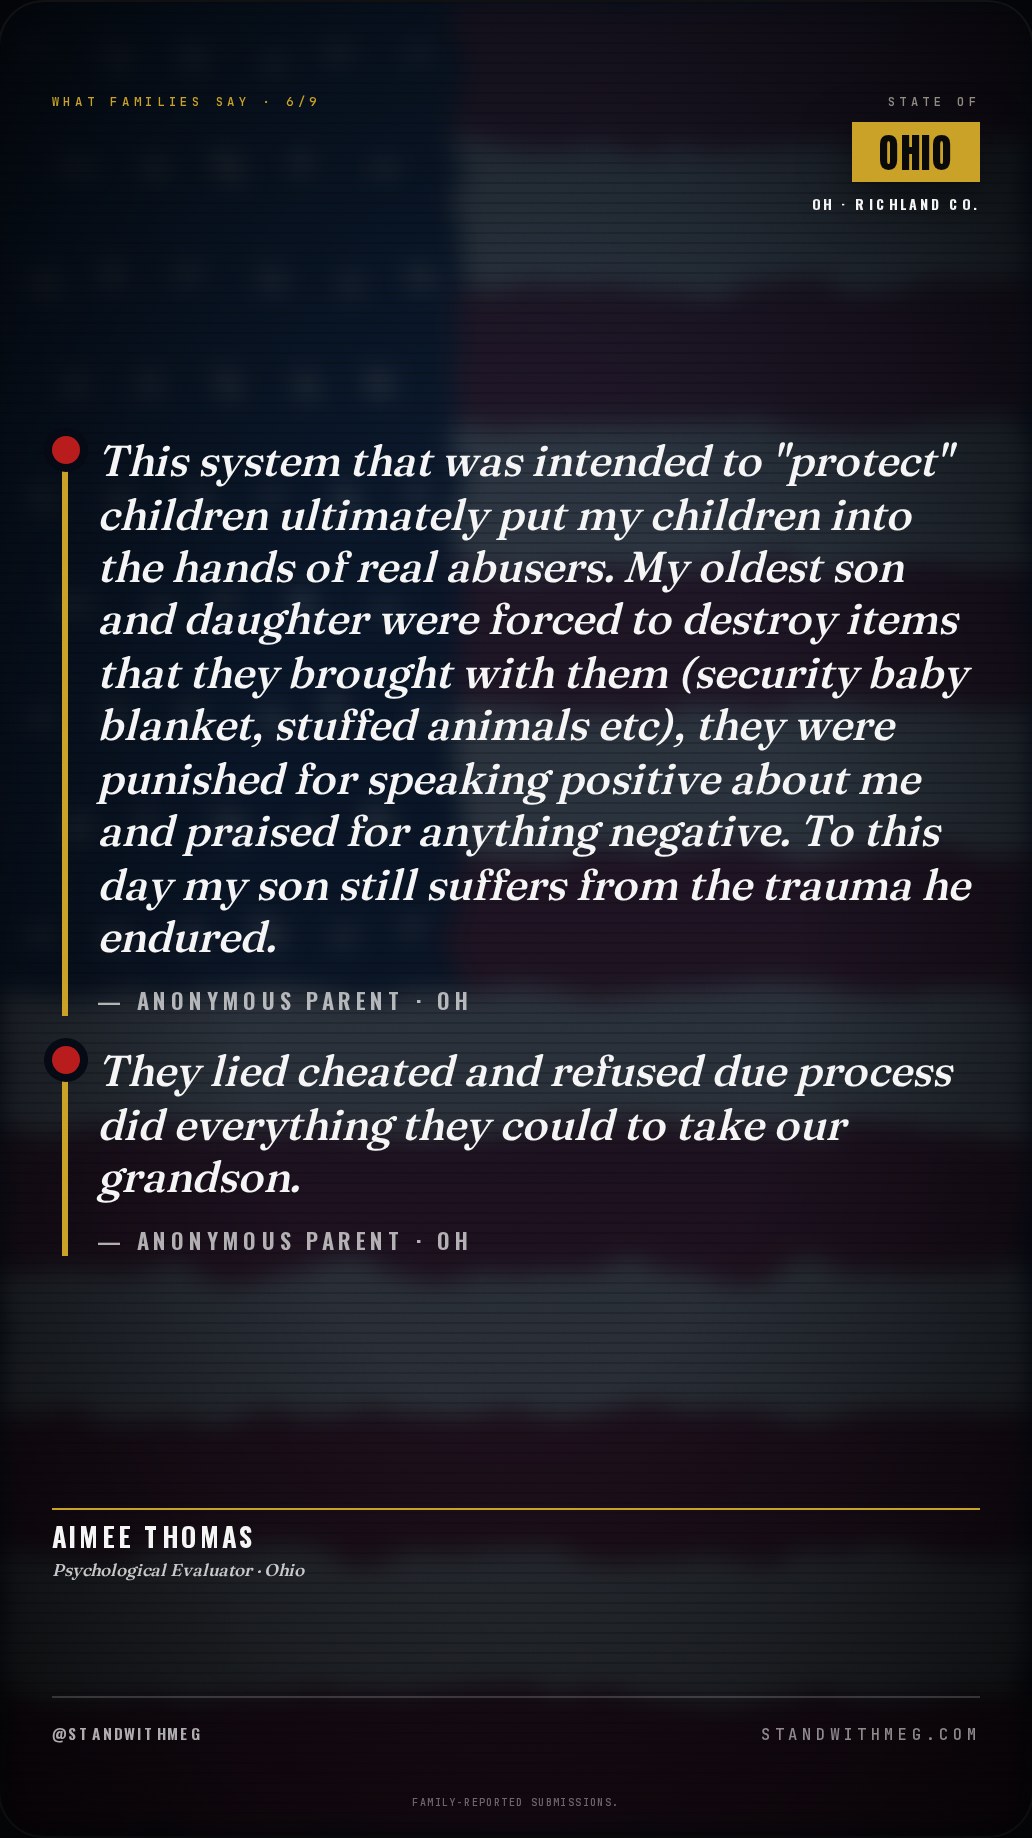 WHAT FAMILIES SAY · 6/9
STATE OF
OHIO
OH · RICHLAND CO.
This system that was intended to "protect"
children ultimately put my children into
the hands of real abusers. My oldest son
and daughter were forced to destroy items
that they brought with them (security baby
blanket, stuffed animals etc), they were
punished for speaking positive about me
and praised for anything negative. To this
day my son still suffers from the trauma he
endured.
— ANONYMOUS PARENT · OH
They lied cheated and refused due process
did everything they could to take our
grandson.
— ANONYMOUS PARENT · OH
AIMEE THOMAS
Psychological Evaluator · Ohio
@STANDWITHMEG
STANDWITHMEG.COM
FAMILY-REPORTED SUBMISSIONS.